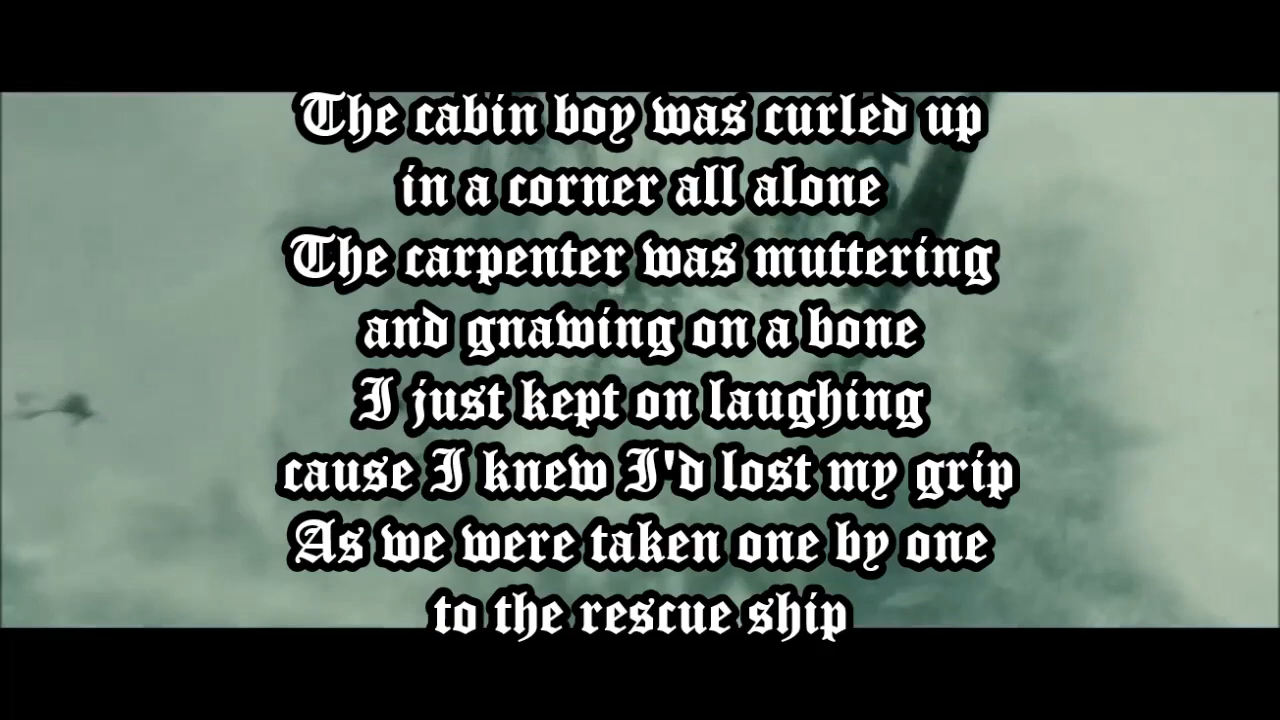 The cabin boy was curled up
in a corner all alone
The carpenter was muttering
and gnawing on a bone
I just kept on laughing
cause I knew I'd lost my grip
As we were taken one by one
to the rescue ship